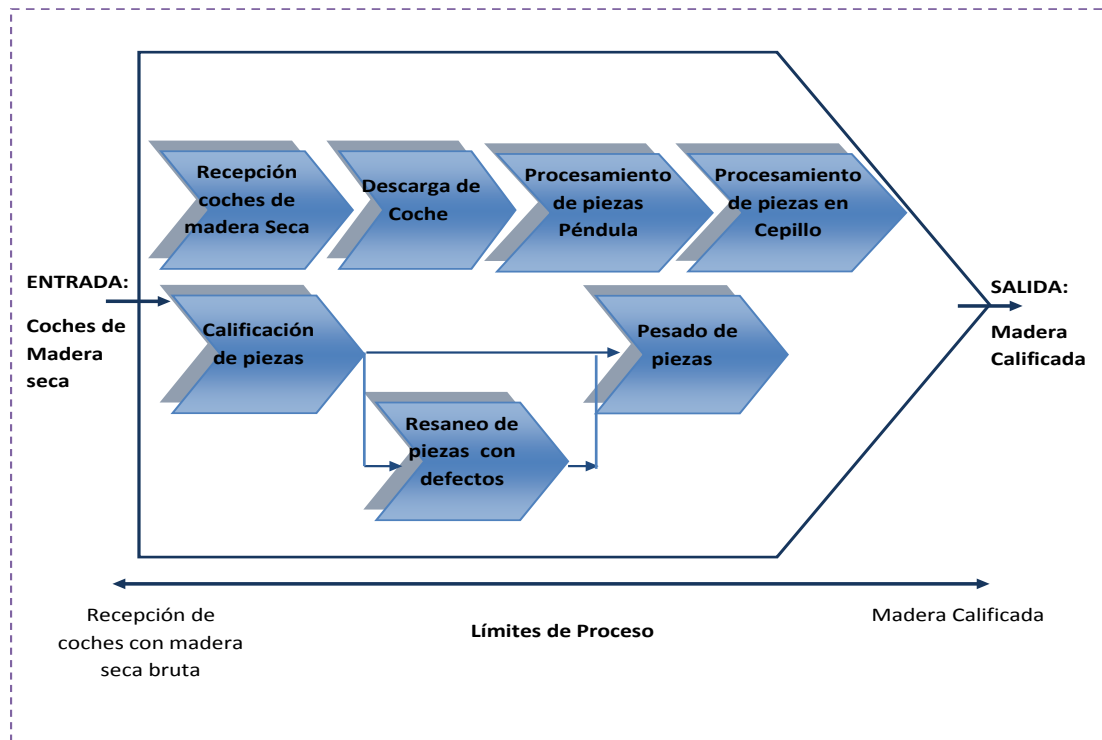 Recepción
coches de
madera Seca
Descarga de
Coche
Procesamiento
de piezas
Péndula
Procesamiento
de piezas en
Cepillo
ENTRADA:
Coches de
Madera
seca
Calificación
de piezas
Pesado de
piezas
SALIDA:
Madera
Calificada
Resaneo de
piezas con
defectos
Recepción de
coches con madera
seca bruta
Límites de Proceso
Madera Calificada